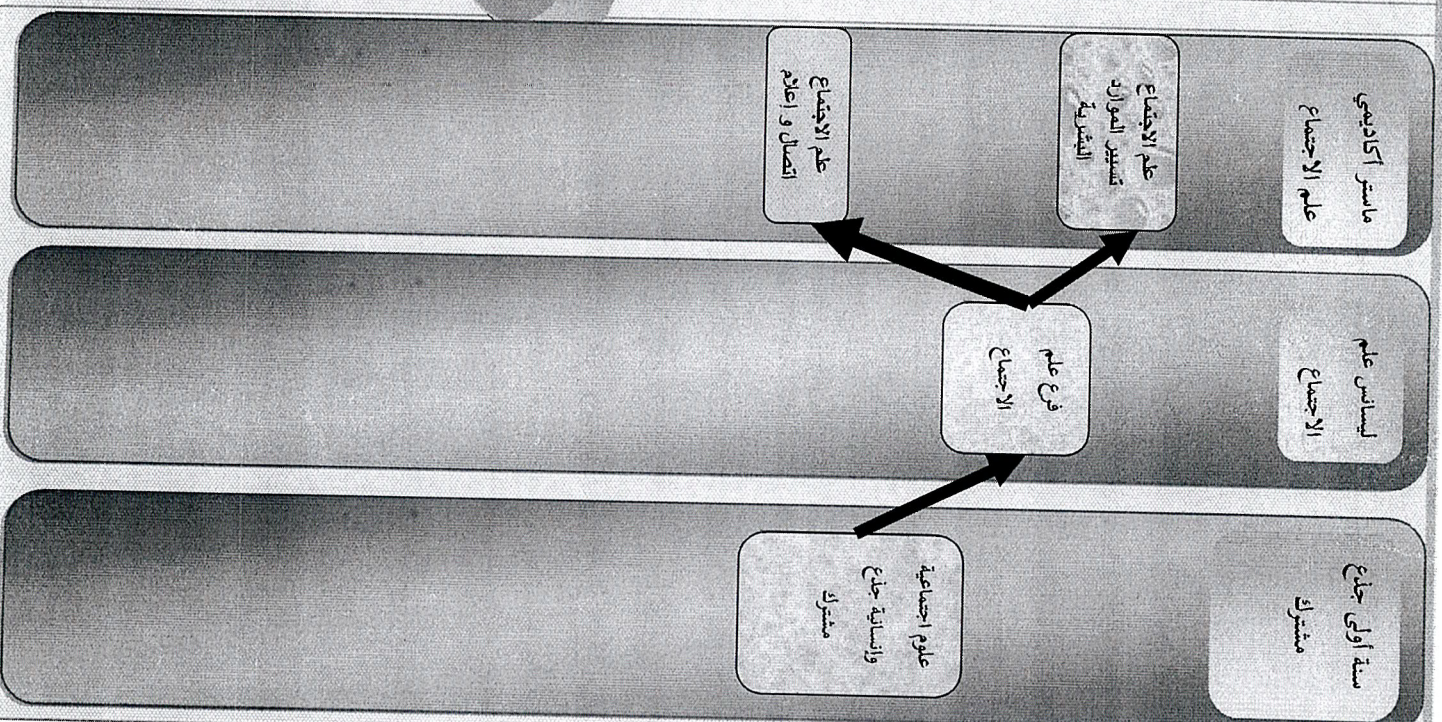 ماستر أكاديمي
علم الاجتماع
علم الاجتماع
تسيير الموارد
البشرية
علم الاجتماع
اتصال و إعلام
ليسانس علم
الاجتماع
فرع علم
الاجتماع
سنة أولى جذع
مشترك
علوم اجتماعية
وإنسانية جذع
مشترك